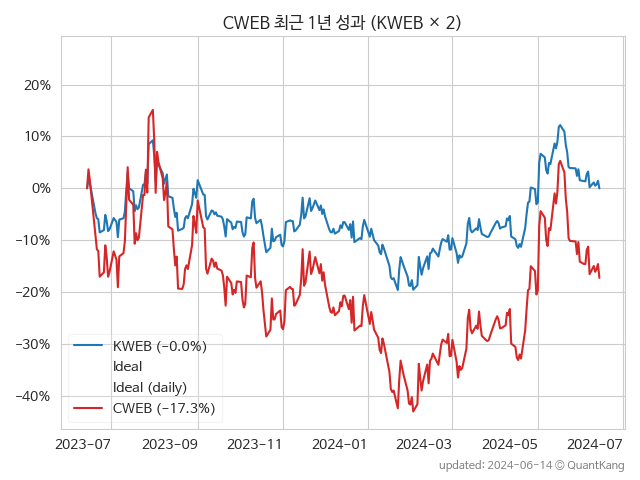 CWEB 최근 1년 성과 (KWEB × 2)
20%
10%
0%
−10%
−20%
−30%
−40%
KWEB (−0.0%)
Ideal
Ideal (daily)
CWEB (−17.3%)
2023-07 2023-09 2023-11 2024-01 2024-03 2024-05 2024-07
updated: 2024-06-14 © QuantKang